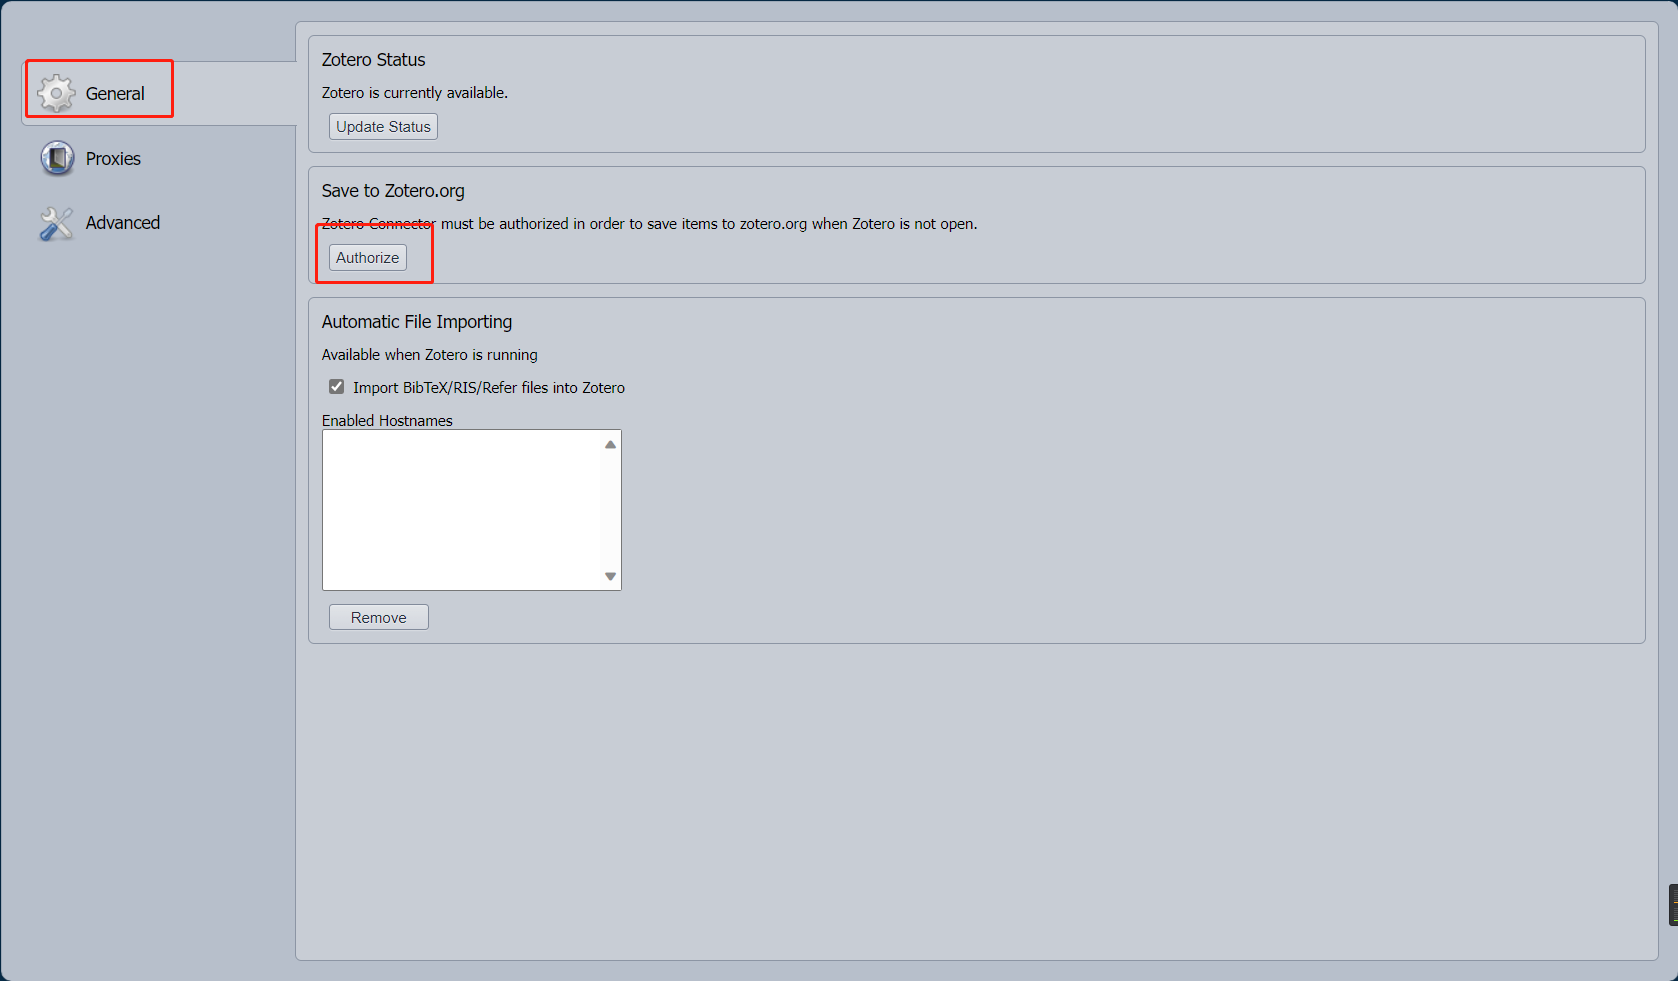 General
Proxies
Advanced
Zotero Status
Zotero is currently available.
Update Status
Save to Zotero.org
Zotero Connector must be authorized in order to save items to zotero.org when Zotero is not open.
Authorize
Automatic File Importing
Available when Zotero is running
Import BibTeX/RIS/Refer files into Zotero
Enabled Hostnames
Remove